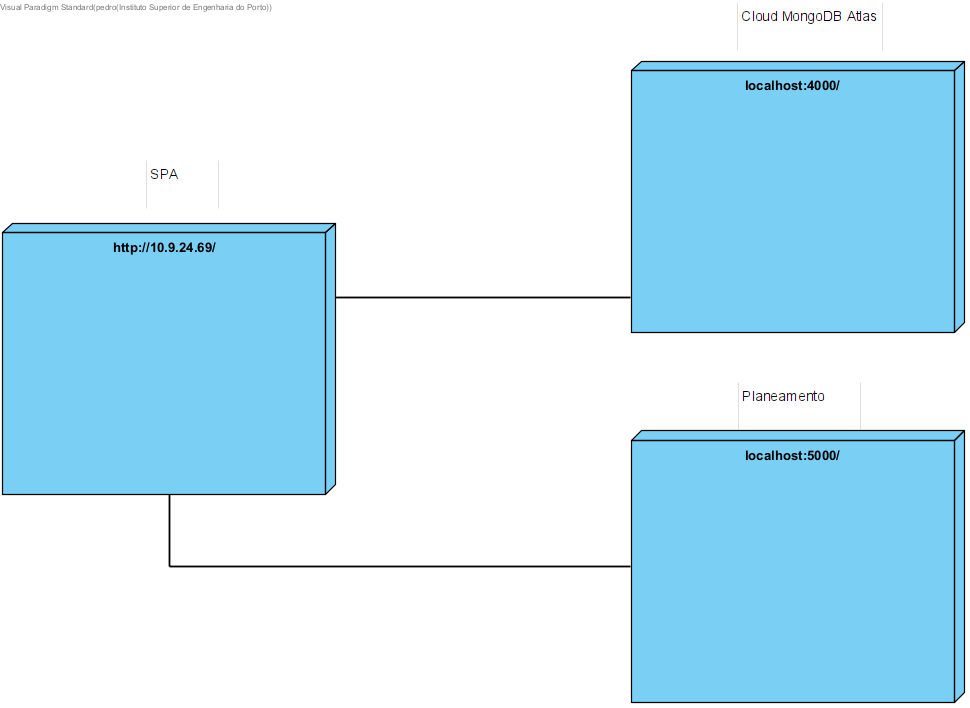 Visual Paradigm Standard(pedro(Instituto Superior de Engenharia do Porto))
Cloud MongoDB Atlas
localhost:4000/
SPA
http://10.9.24.69/
Planeamento
localhost:5000/